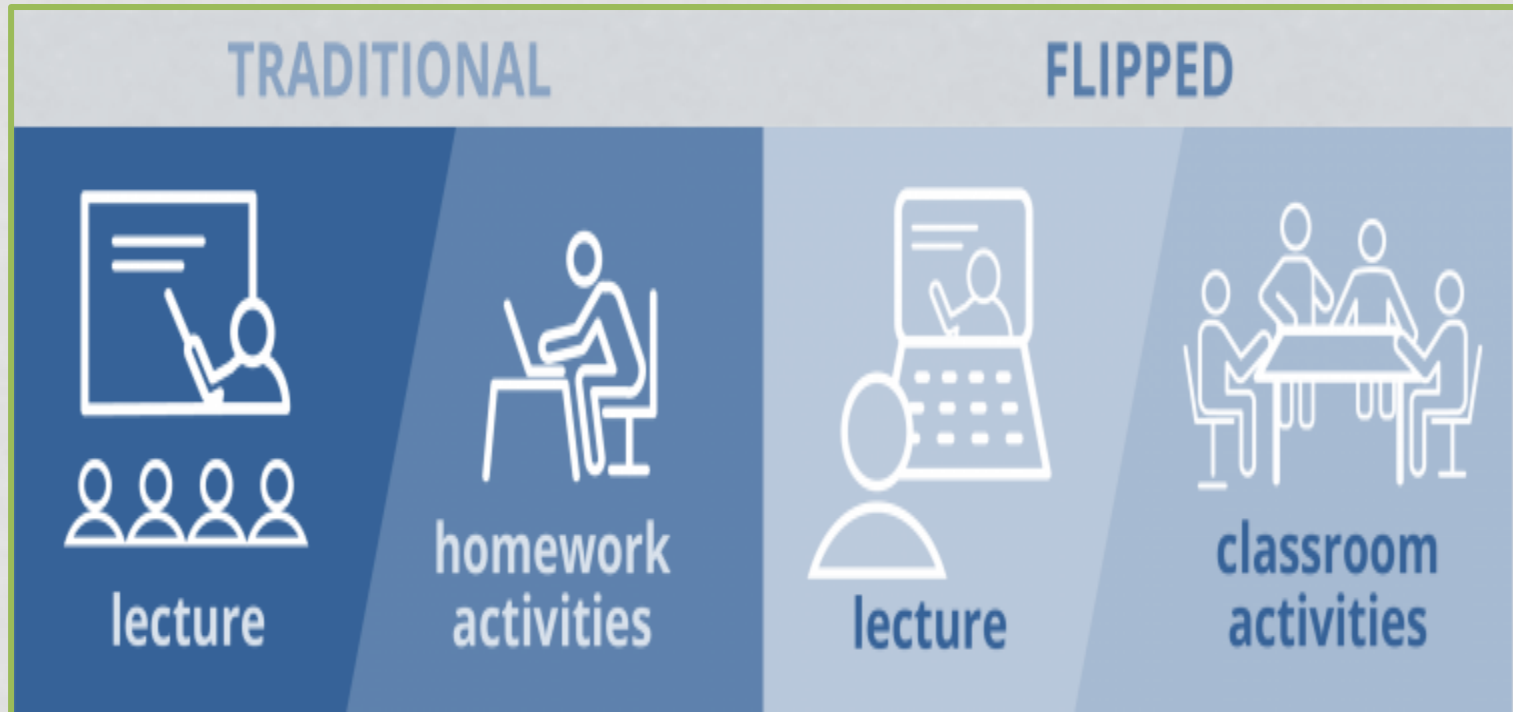 TRADITIONAL
lecture
homework
activities
FLIPPED
lecture
classroom
activities